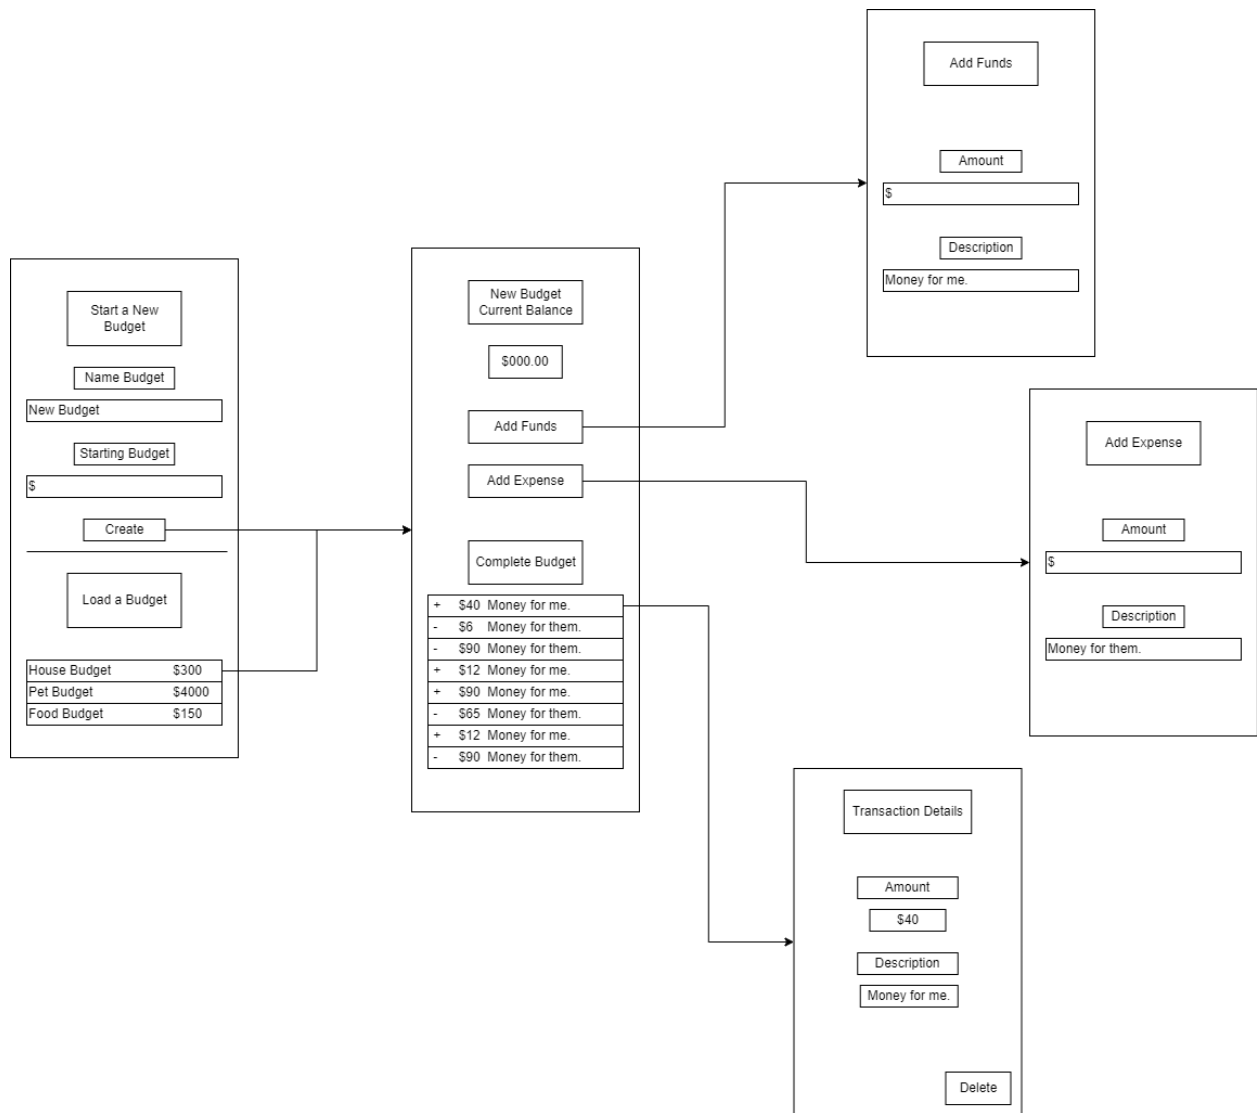 Start a New
Budget
Name Budget
New Budget
Starting Budget
$
Create
Load a Budget
House Budget $300
Pet Budget $4000
Food Budget $150
New Budget
Current Balance
$000.00
Add Funds
Add Expense
Complete Budget
+ $40 Money for me.
- $6 Money for them.
- $90 Money for them.
+ $12 Money for me.
+ $90 Money for me.
- $65 Money for them.
+ $12 Money for me.
- $90 Money for them.
Add Funds
Amount
$
Description
Money for me.
Add Expense
Amount
$
Description
Money for them.
Transaction Details
Amount
$40
Description
Money for me.
Delete